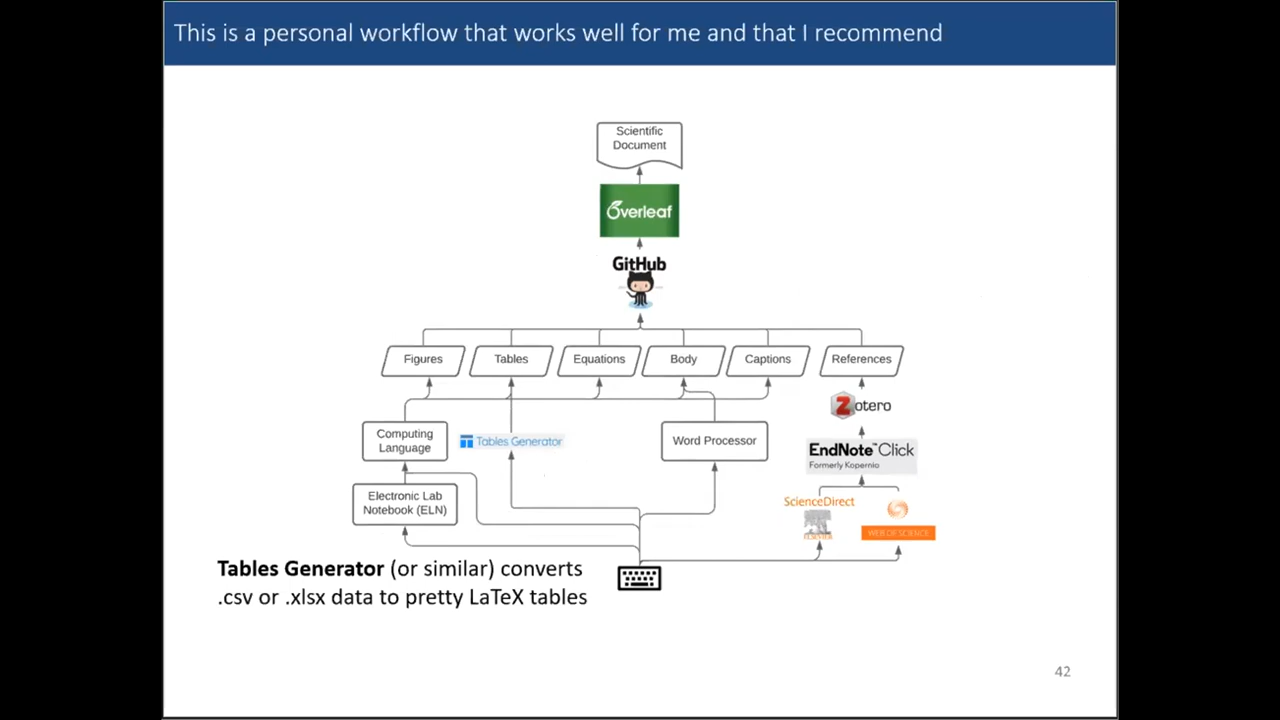 This is a personal workflow that works well for me and that I recommend
Scientific
Document
Overleaf
GitHub
Figures
Tables
Equations
Body
Captions
References
Zotero
Computing
Language
Tables Generator
Word Processor
EndNote™Click
Formerly Kopernio
Electronic Lab
Notebook (ELN)
ScienceDirect
ELSEVIER
WEB OF SCIENCE
Tables Generator (or similar) converts
.csv or .xlsx data to pretty LaTeX tables
42